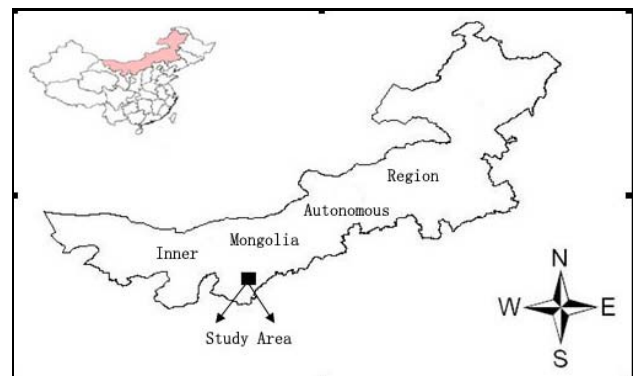 Region
Autonomous
Mongolia
Inner
Study Area
N
W E
S